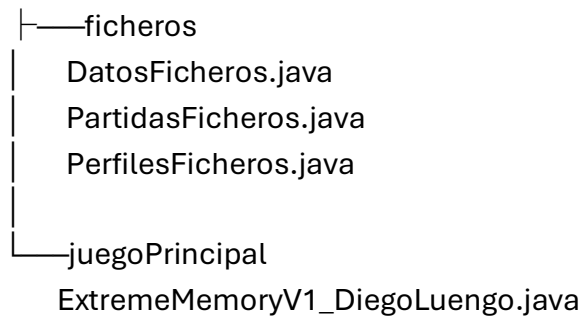 ├───ficheros
│ DatosFicheros.java
│ PartidasFicheros.java
│ PerfilesFicheros.java
│
└───juegoPrincipal
ExtremeMemoryV1_DiegoLuengo.java